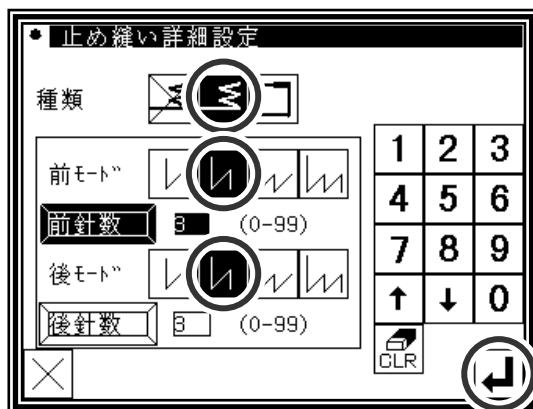 止め縫い詳細設定
種類
前モード
前針数 3 (0-99)
後モード
後針数 3 (0-99)
1 2 3
4 5 6
7 8 9
↑ ↓ 0
CLR